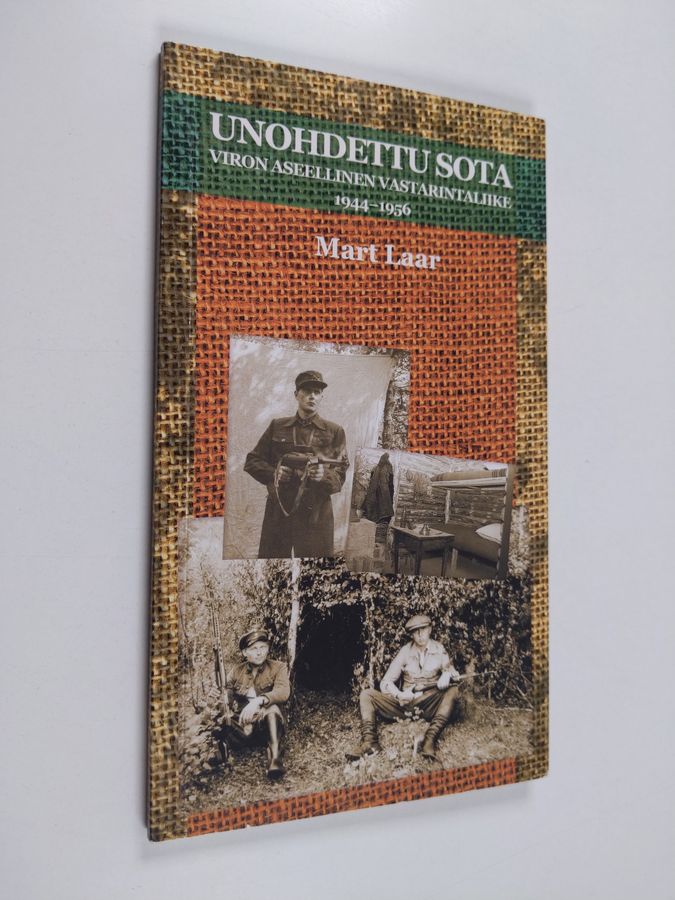 UNOHDETTU SOTA
VIRON ASEELLINEN VASTARINTALIIKE
1944–1956
Mart Laar